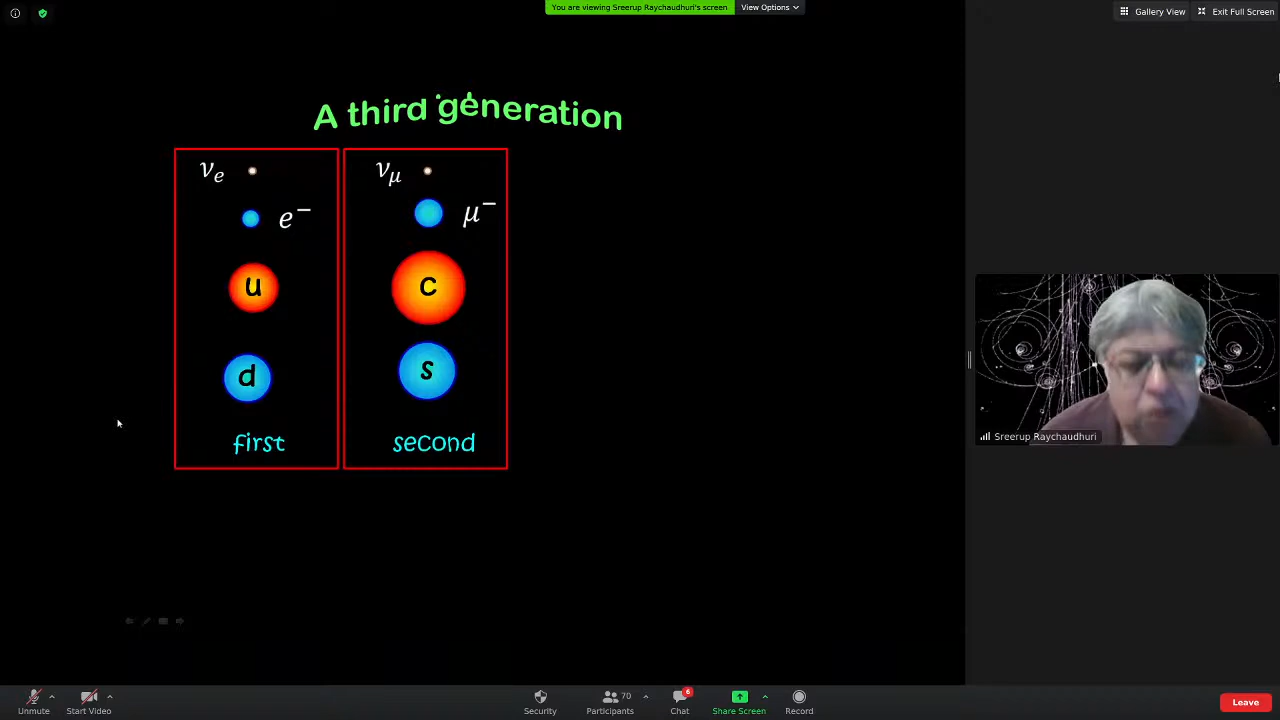 You are viewing Sreerup Raychaudhuri's screen
View Options
Gallery View
Exit Full Screen
A third generation
νₑ
νμ
e⁻
μ⁻
u
c
d
s
first
second
Sreerup Raychaudhuri
Unmute
Start Video
Security
Participants
70
Chat
6
Share Screen
Record
Leave